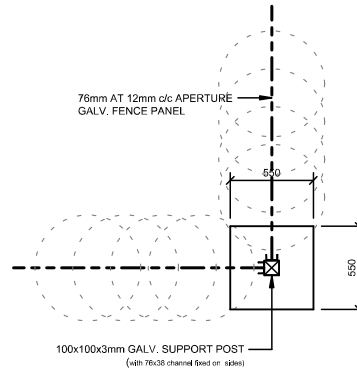 76mm AT 12mm c/c APERTURE
GALV. FENCE PANEL
550
550
100x100x3mm GALV. SUPPORT POST
(with 76x38 channel fixed on sides)